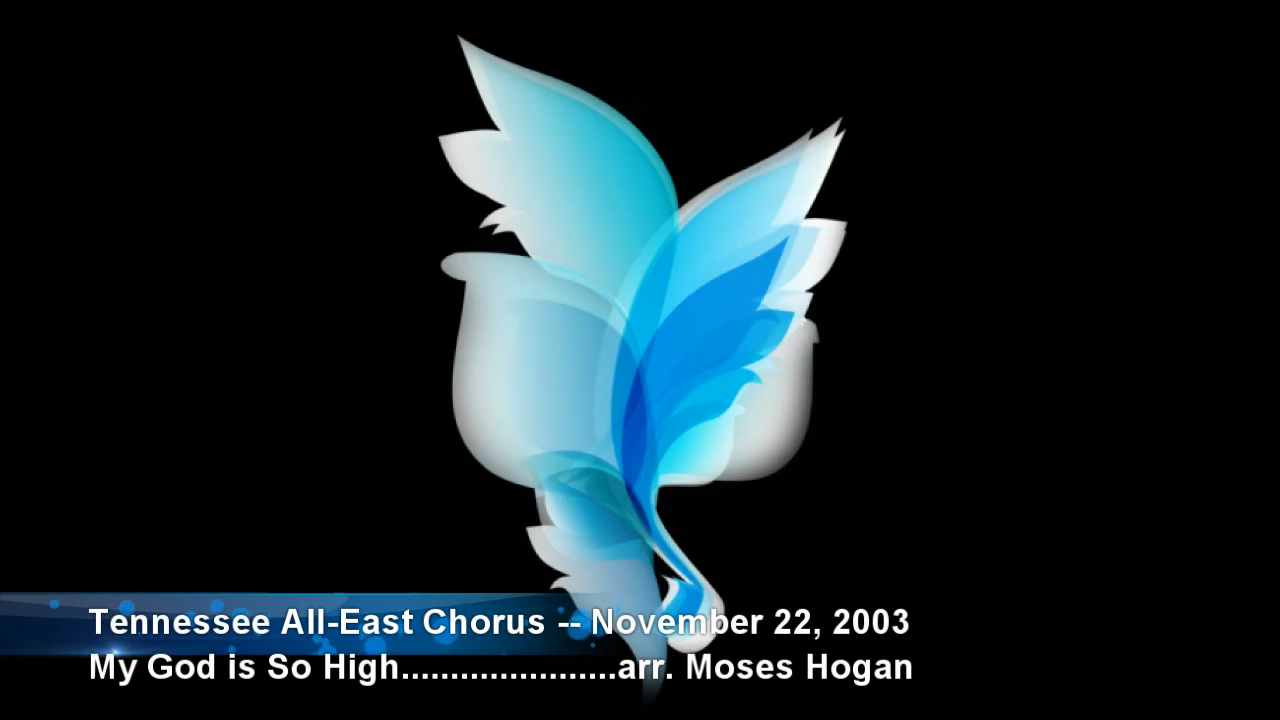 Tennessee All-East Chorus -- November 22, 2003
My God is So High......................arr. Moses Hogan